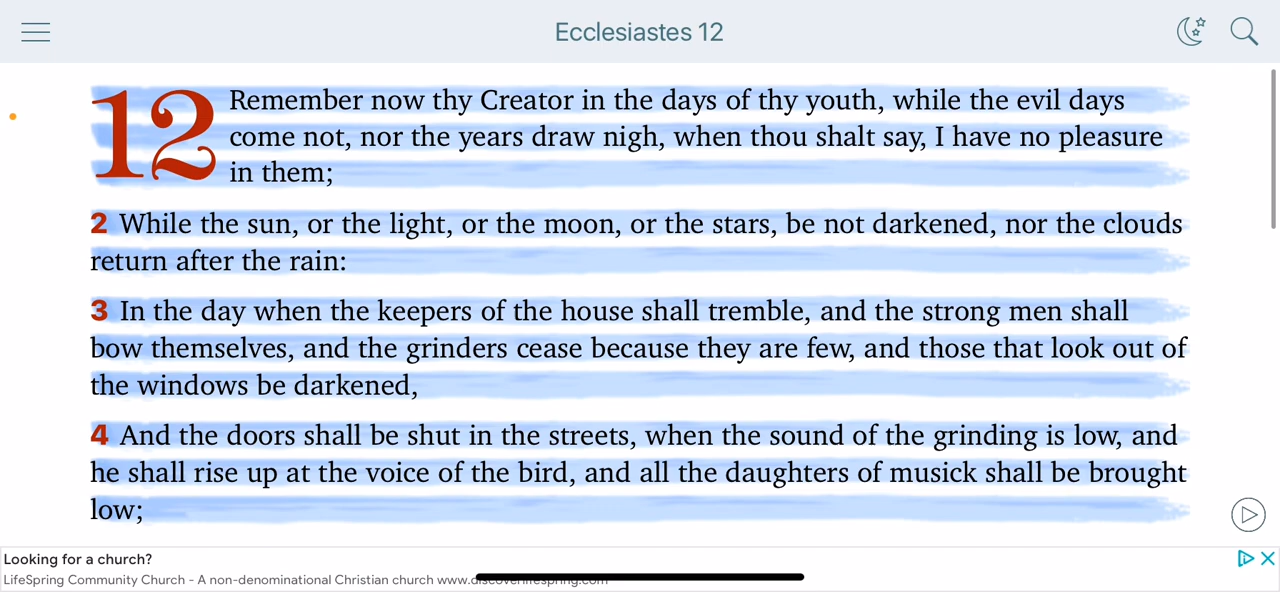 Ecclesiastes 12
12 Remember now thy Creator in the days of thy youth, while the evil days
come not, nor the years draw nigh, when thou shalt say, I have no pleasure
in them;
2 While the sun, or the light, or the moon, or the stars, be not darkened, nor the clouds
return after the rain:
3 In the day when the keepers of the house shall tremble, and the strong men shall
bow themselves, and the grinders cease because they are few, and those that look out of
the windows be darkened,
4 And the doors shall be shut in the streets, when the sound of the grinding is low, and
he shall rise up at the voice of the bird, and all the daughters of musick shall be brought
low;
Looking for a church?
LifeSpring Community Church - A non-denominational Christian church www.discoverlifespring.com